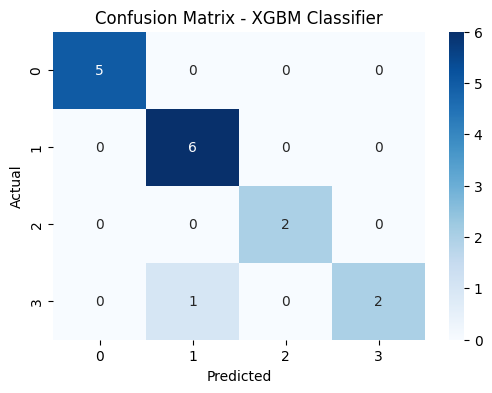 Confusion Matrix - XGBM Classifier
Actual
0 5 0 0 0
1 0 6 0 0
2 0 0 2 0
3 0 1 0 2
0 1 2 3
Predicted
6
5
4
3
2
1
0